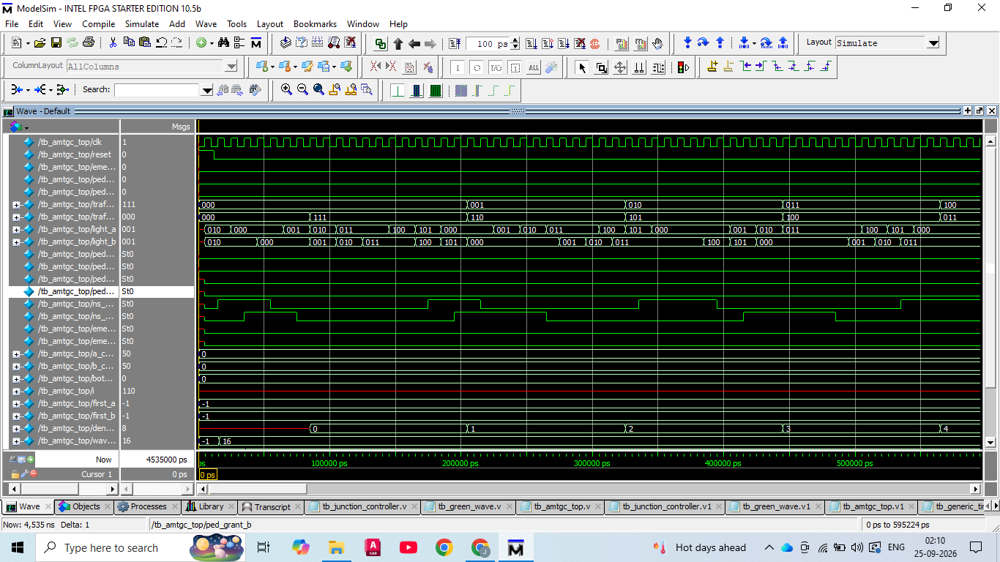 ModelSim - INTEL FPGA STARTER EDITION 10.5b
File Edit View Compile Simulate Add Wave Tools Layout Bookmarks Window Help
100 ps
Layout Simulate
ColumnLayout AllColumns
Search:
Wave - Default
Msgs
/tb_amtgc_top/clk 1
/tb_amtgc_top/reset 0
/tb_amtgc_top/eme... 0
/tb_amtgc_top/ped... 0
/tb_amtgc_top/ped... 0
/tb_amtgc_top/traf... 111 000 001 010 011 100
/tb_amtgc_top/traf... 000 000 111 110 101 100 011
/tb_amtgc_top/light_a 001 010 000 001 010 011 100 101 000 001 010 011 100 101 000 001 010 011 100 101 000
/tb_amtgc_top/light_b 001 010 000 001 010 011 100 101 000 001 010 011 100 101 000 001 010 011
/tb_amtgc_top/ped... St0
/tb_amtgc_top/ped... St0
/tb_amtgc_top/ped... St0
/tb_amtgc_top/ped... St0
/tb_amtgc_top/ns_... St0
/tb_amtgc_top/ns_... St0
/tb_amtgc_top/eme... St0
/tb_amtgc_top/eme... St0
/tb_amtgc_top/a_c... 50 0
/tb_amtgc_top/b_c... 50 0
/tb_amtgc_top/bot... 0 0
/tb_amtgc_top/i 110
/tb_amtgc_top/first_a -1 -1
/tb_amtgc_top/first_b -1 -1
/tb_amtgc_top/den... 8 0 1 2 3 4
/tb_amtgc_top/wav... 16 -1 16
Now 4535000 ps ps 100000 ps 200000 ps 300000 ps 400000 ps 500000 ps
Cursor 1 0 ps 0 ps
Wave Objects Processes Library Transcript tb_junction_controller.v tb_green_wave.v tb_amtgc_top.v tb_junction_controller.v1 tb_green_wave.v1 tb_amtgc_top.v1 tb_generic_ti
Now: 4,535 ns Delta: 1 /tb_amtgc_top/ped_grant_b 0 ps to 595224 ps
Type here to search
Hot days ahead
ENG
02:10
25-09-2026